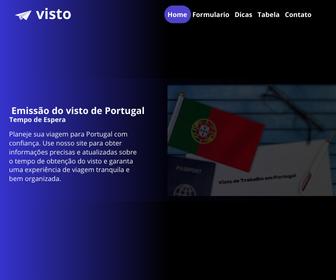 visto
Home Formulario Dicas Tabela Contato
Emissão do visto de Portugal
Tempo de Espera
Planeje sua viagem para Portugal com
confiança. Use nosso site para obter
informações precisas e atualizadas sobre
o tempo de obtenção do visto e garanta
uma experiência de viagem tranquila e
bem organizada.
PASSPORT
Visto de Trabalho em Portugal